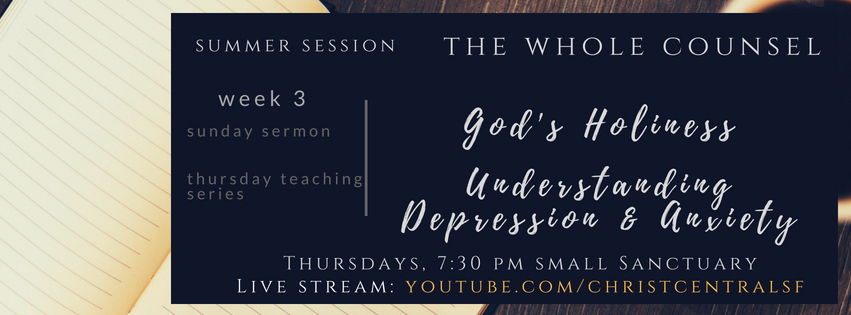 SUMMER SESSION
THE WHOLE COUNSEL
week 3
sunday sermon
God's Holiness
thursday teaching
series
Understanding
Depression & Anxiety
THURSDAYS, 7:30 PM SMALL SANCTUARY
LIVE STREAM: YOUTUBE.COM/CHRISTCENTRALSF